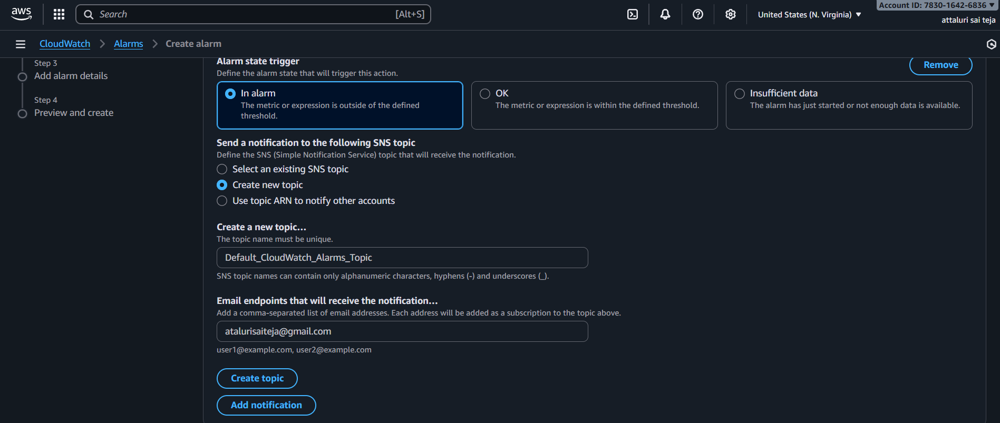 aws
Search [Alt+S]
United States (N. Virginia)
Account ID: 7830-1642-6836
attaluri sai teja
CloudWatch
Alarms
Create alarm
Step 3
Add alarm details
Step 4
Preview and create
Alarm state trigger
Define the alarm state that will trigger this action.
Remove
In alarm
The metric or expression is outside of the defined
threshold.
OK
The metric or expression is within the defined threshold.
Insufficient data
The alarm has just started or not enough data is available.
Send a notification to the following SNS topic
Define the SNS (Simple Notification Service) topic that will receive the notification.
Select an existing SNS topic
Create new topic
Use topic ARN to notify other accounts
Create a new topic...
The topic name must be unique.
Default_CloudWatch_Alarms_Topic
SNS topic names can contain only alphanumeric characters, hyphens (-) and underscores (_).
Email endpoints that will receive the notification...
Add a comma-separated list of email addresses. Each address will be added as a subscription to the topic above.
atalurisaiteja@gmail.com
user1@example.com, user2@example.com
Create topic
Add notification